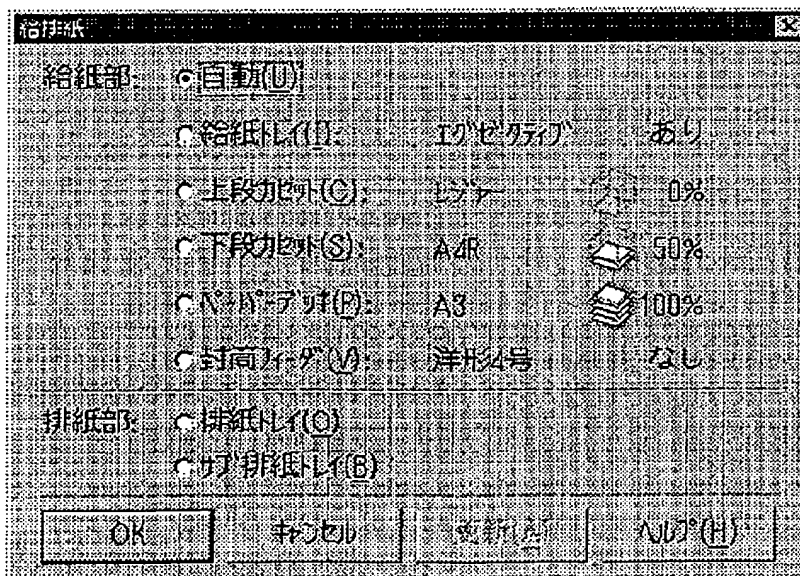 給排紙
給紙部: 自動(U)
給紙トレイ(I): エグゼクティブ あり
上段カセット(C): レジャー 0%
下段カセット(S): A4R 50%
ペーパーデッキ(P): A3 100%
封筒フィーダ(V): 洋形4号 なし
排紙部: 排紙トレイ(O)
サブ排紙トレイ(B)
OK キャンセル 更新(A) ヘルプ(H)